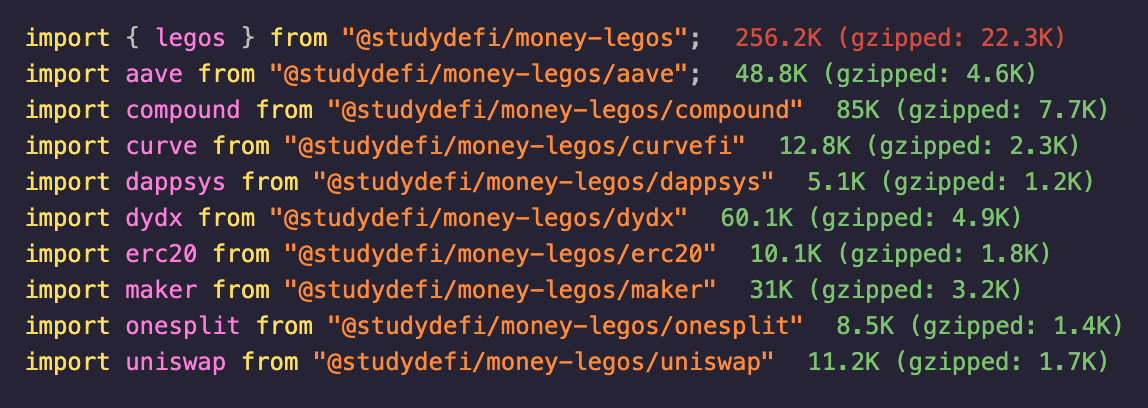 import { legos } from "@studydefi/money-legos"; 256.2K (gzipped: 22.3K)
import aave from "@studydefi/money-legos/aave"; 48.8K (gzipped: 4.6K)
import compound from "@studydefi/money-legos/compound" 85K (gzipped: 7.7K)
import curve from "@studydefi/money-legos/curvefi" 12.8K (gzipped: 2.3K)
import dappsys from "@studydefi/money-legos/dappsys" 5.1K (gzipped: 1.2K)
import dydx from "@studydefi/money-legos/dydx" 60.1K (gzipped: 4.9K)
import erc20 from "@studydefi/money-legos/erc20" 10.1K (gzipped: 1.8K)
import maker from "@studydefi/money-legos/maker" 31K (gzipped: 3.2K)
import onesplit from "@studydefi/money-legos/onesplit" 8.5K (gzipped: 1.4K)
import uniswap from "@studydefi/money-legos/uniswap" 11.2K (gzipped: 1.7K)